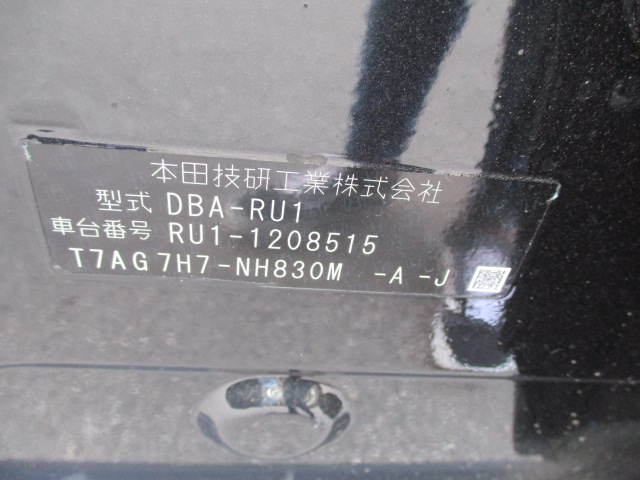 本田技研工業株式会社
型式 DBA-RU1
車台番号 RU1-1208515
T7AG7H7-NH830M -A -J